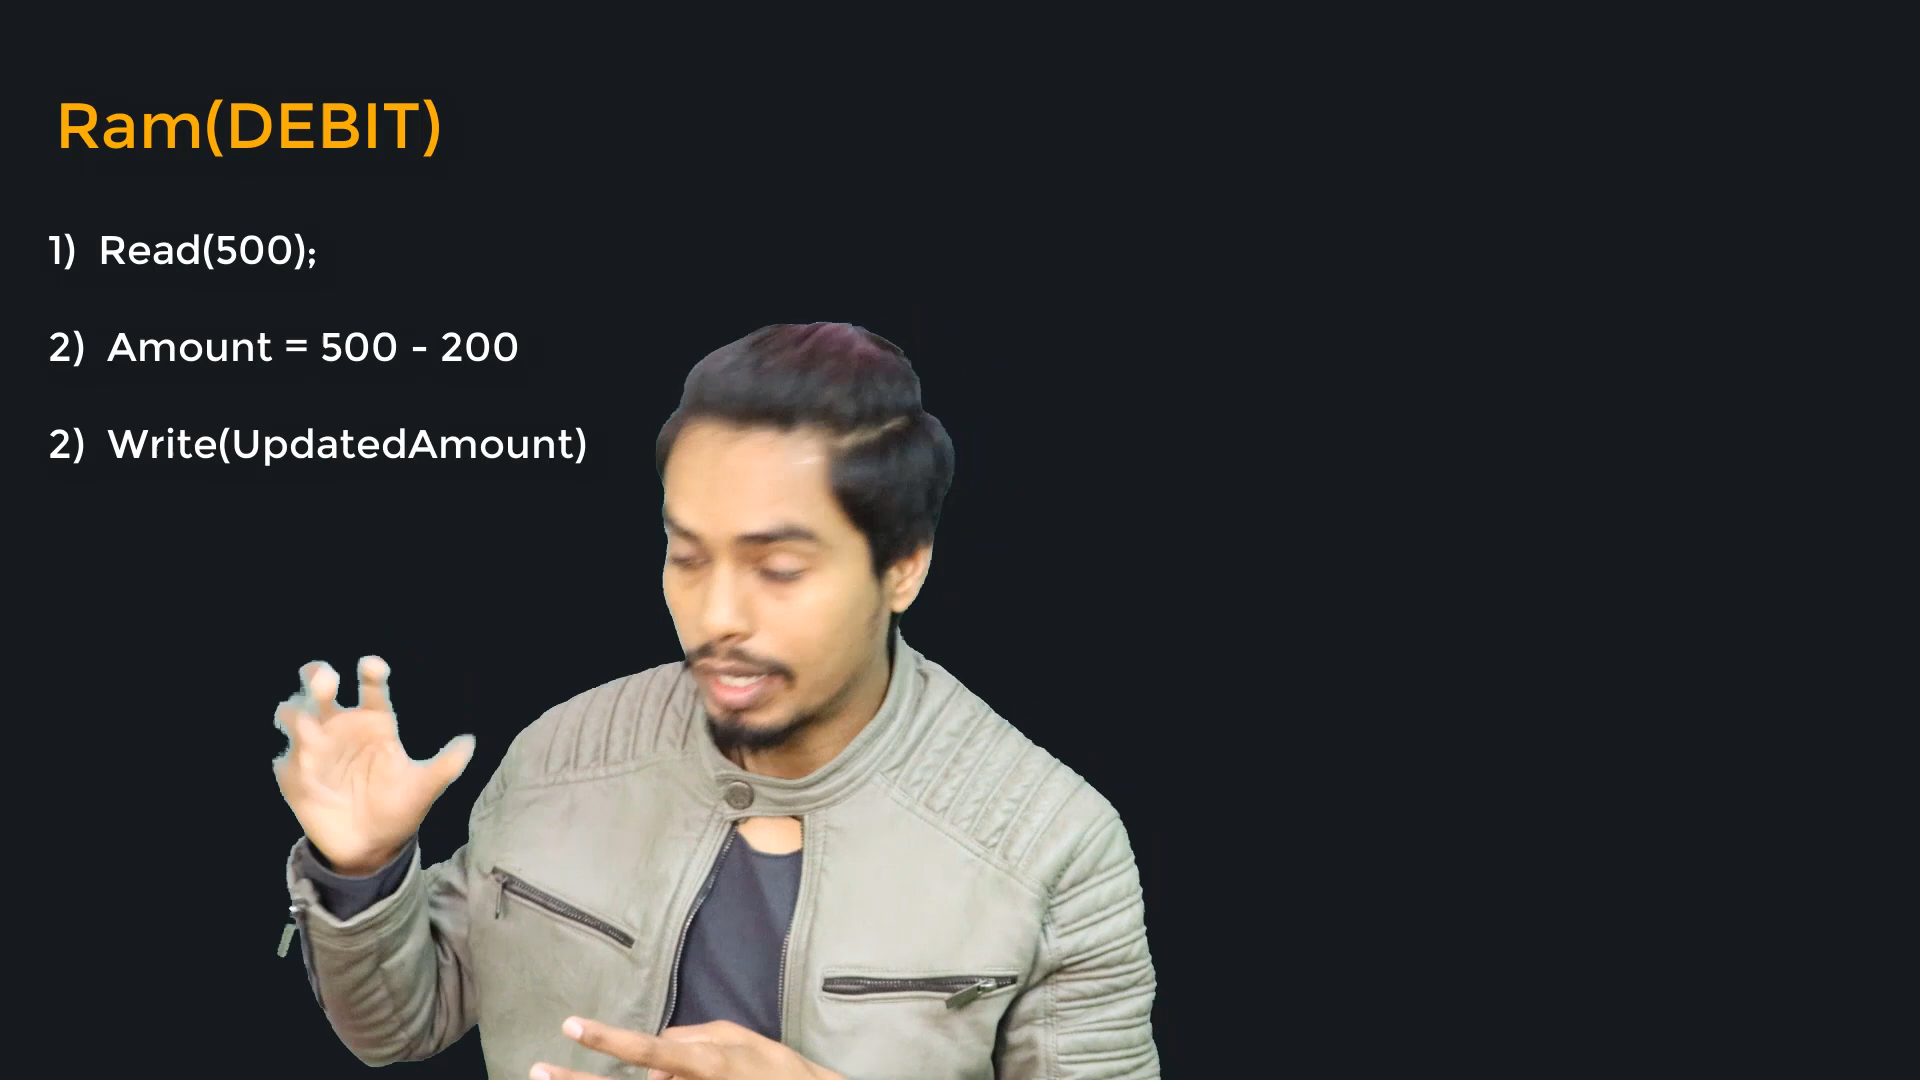 Ram(DEBIT)
1) Read(500);
2) Amount = 500 - 200
2) Write(UpdatedAmount)